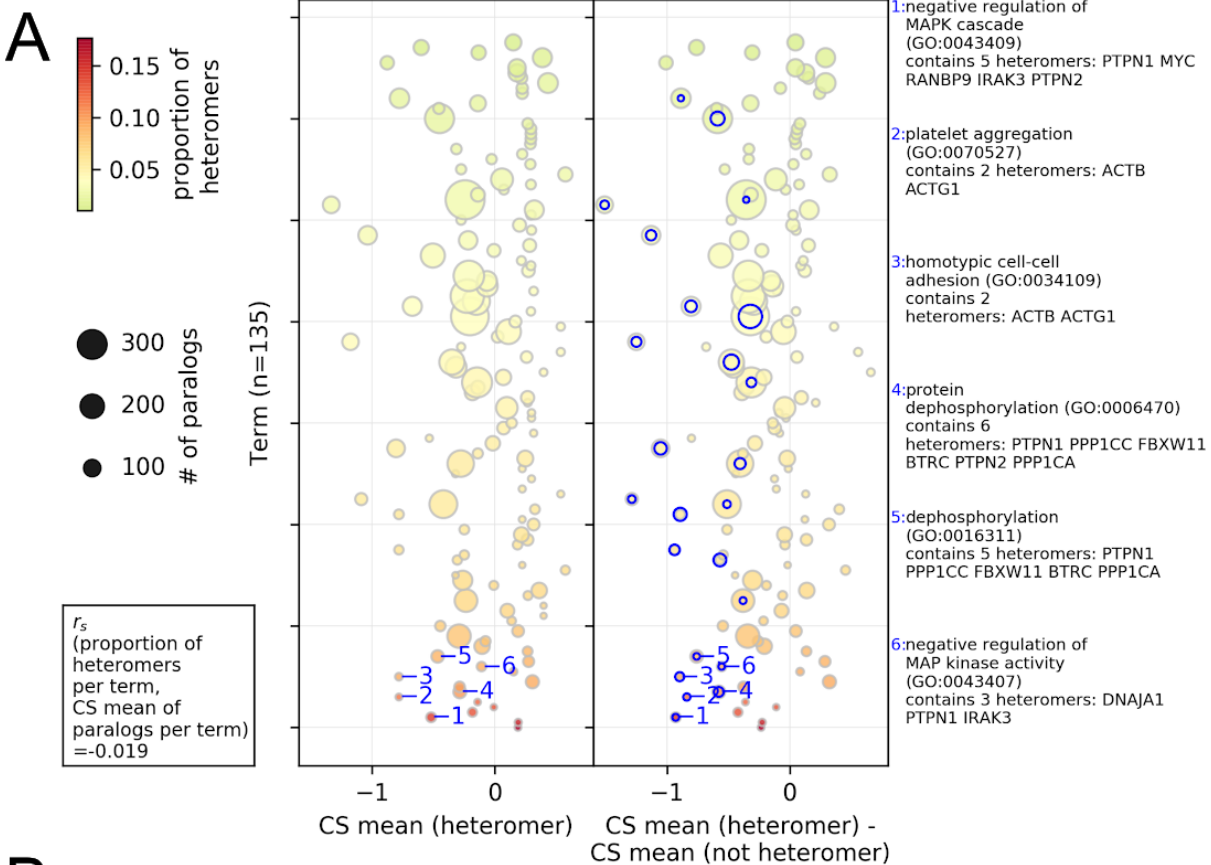 A
0.15
0.10
0.05
proportion of
heteromers
300
200
100
# of paralogs
Term (n=135)
rs
(proportion of
heteromers
per term,
CS mean of
paralogs per term)
=-0.019
5
6
3
4
2
1
−1
0
CS mean (heteromer)
5
6
3
2
4
1
−1
0
CS mean (heteromer) -
CS mean (not heteromer)
1:negative regulation of
MAPK cascade
(GO:0043409)
contains 5 heteromers: PTPN1 MYC
RANBP9 IRAK3 PTPN2
2:platelet aggregation
(GO:0070527)
contains 2 heteromers: ACTB
ACTG1
3:homotypic cell-cell
adhesion (GO:0034109)
contains 2
heteromers: ACTB ACTG1
4:protein
dephosphorylation (GO:0006470)
contains 6
heteromers: PTPN1 PPP1CC FBXW11
BTRC PTPN2 PPP1CA
5:dephosphorylation
(GO:0016311)
contains 5 heteromers: PTPN1
PPP1CC FBXW11 BTRC PPP1CA
6:negative regulation of
MAP kinase activity
(GO:0043407)
contains 3 heteromers: DNAJA1
PTPN1 IRAK3